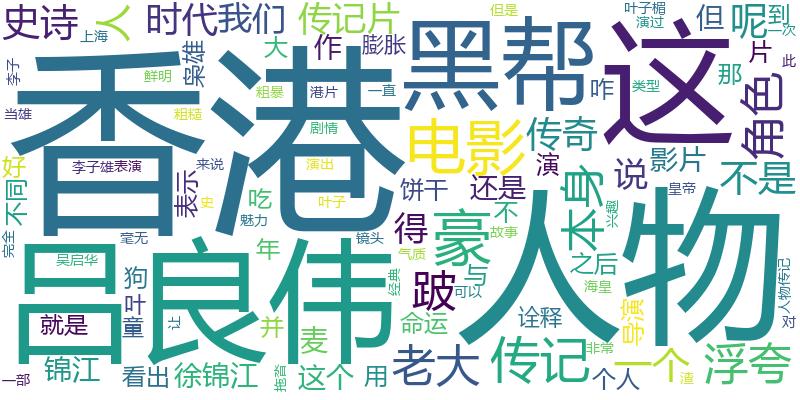 史诗
人
上海
李子
当雄
好
不同
完全
时代
枭雄
鲜明
粗糙
我们
大
粗暴
来说
传记片
作
港片
剧情
膨胀
一直
但是
黑帮
咋
叶子楣
演过
但
那
呢
片
到
一次
此
类型
香港
这
角色
电影
传奇
演
影片
说
不是
皇帝
李子雄
表演
表示
史
吃
演出
叶子
魅力
饼干
还是
不
本身
得
豪
与
故事
气质
跛
可以
经典
镜头
年
吴启华
毫无
狗
叶
童
吕良伟
人物
之后
海皇
诠释
导演
命运
人物传记
对
就是
锦江
一部
看出
让
并
徐锦江
拖沓
麦
这个
用
老大
传记
非常
个人
一个
渣
浮夸